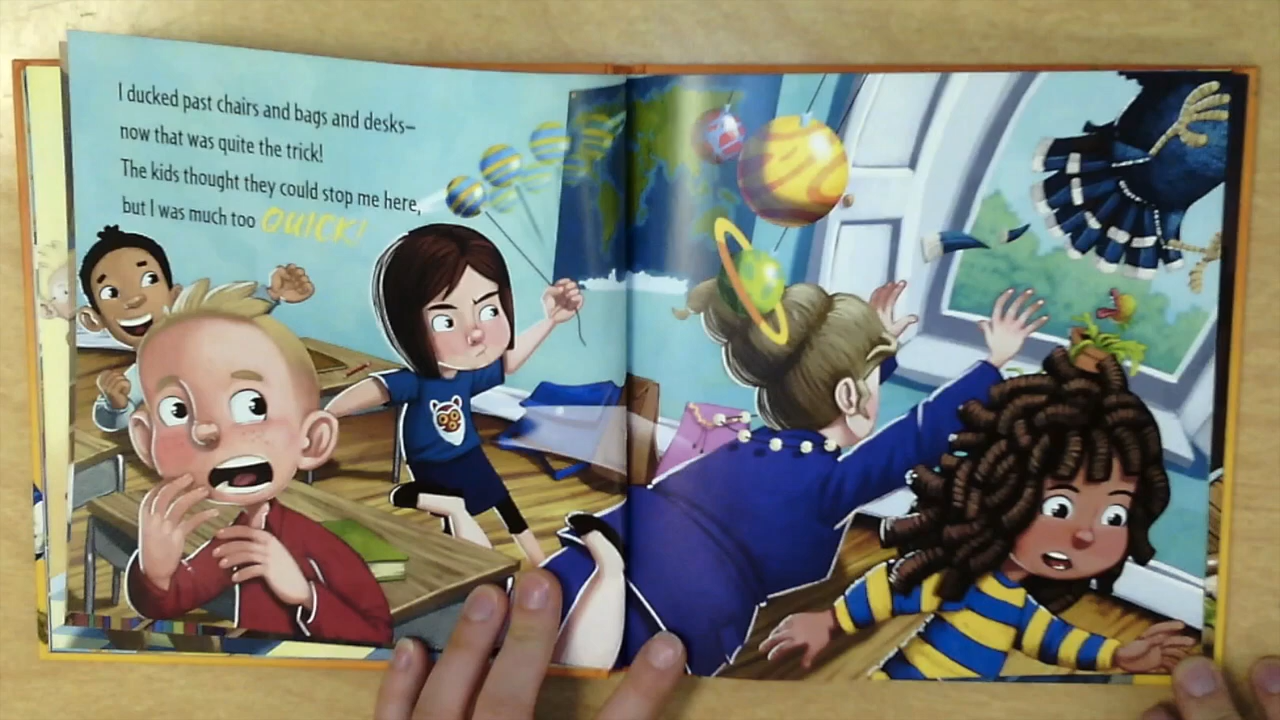 I ducked past chairs and bags and desks–
now that was quite the trick!
The kids thought they could stop me here,
but I was much too QUICK!